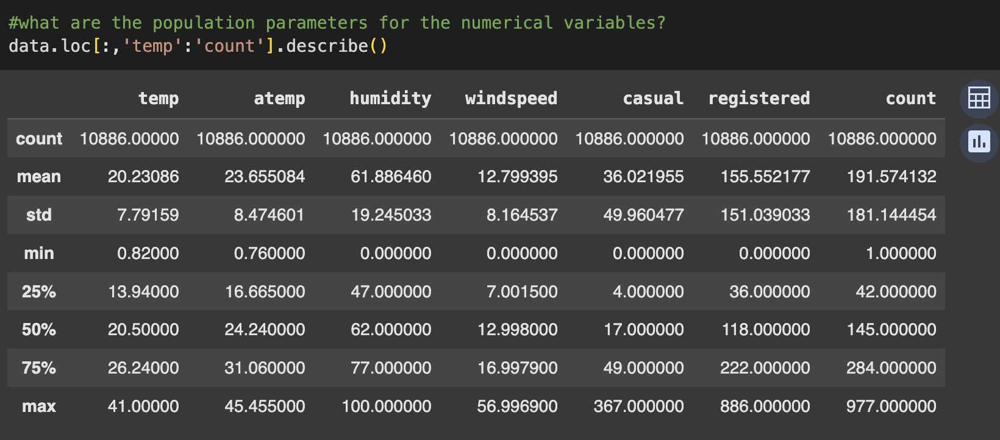 #what are the population parameters for the numerical variables?
data.loc[:,'temp':'count'].describe()
temp atemp humidity windspeed casual registered count
count 10886.00000 10886.000000 10886.000000 10886.000000 10886.000000 10886.000000 10886.000000
mean 20.23086 23.655084 61.886460 12.799395 36.021955 155.552177 191.574132
std 7.79159 8.474601 19.245033 8.164537 49.960477 151.039033 181.144454
min 0.82000 0.760000 0.000000 0.000000 0.000000 0.000000 1.000000
25% 13.94000 16.665000 47.000000 7.001500 4.000000 36.000000 42.000000
50% 20.50000 24.240000 62.000000 12.998000 17.000000 118.000000 145.000000
75% 26.24000 31.060000 77.000000 16.997900 49.000000 222.000000 284.000000
max 41.00000 45.455000 100.000000 56.996900 367.000000 886.000000 977.000000